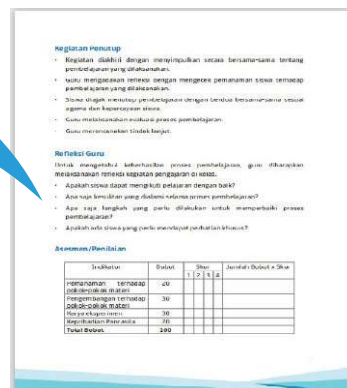 Kegiatan Penutup
• Kegiatan diakhiri dengan menyimpulkan secara bersama-sama tentang
pembelajaran yang dilaksanakan.
• Guru mengadakan refleksi dengan mengecek pemahaman siswa terhadap
pembelajaran yang dilaksanakan.
• Siswa diajak menutup pembelajaran dengan berdoa bersama-sama sesuai
agama dan kepercayaan siswa.
• Guru melaksanakan evaluasi proses pembelajaran.
• Guru merencanakan tindak lanjut.
Refleksi Guru
Untuk mengetahui keberhasilan proses pembelajaran, guru diharapkan
melaksanakan refleksi kegiatan pengajaran di kelas.
• Apakah siswa dapat mengikuti pelajaran dengan baik?
• Apa saja kesulitan yang dialami selama proses pembelajaran?
• Apa saja langkah yang perlu dilakukan untuk memperbaiki proses
pembelajaran?
• Apakah ada siswa yang perlu mendapat perhatian khusus?
Asesmen/Penilaian
Indikator Bobot Skor Jumlah Bobot x Skor
1 2 3 4
Pemahaman terhadap 20
pokok-pokok materi
Pengembangan terhadap 30
pokok-pokok materi
Karya eksperimen 30
Kepribadian Pancasila 20
Total Bobot 100